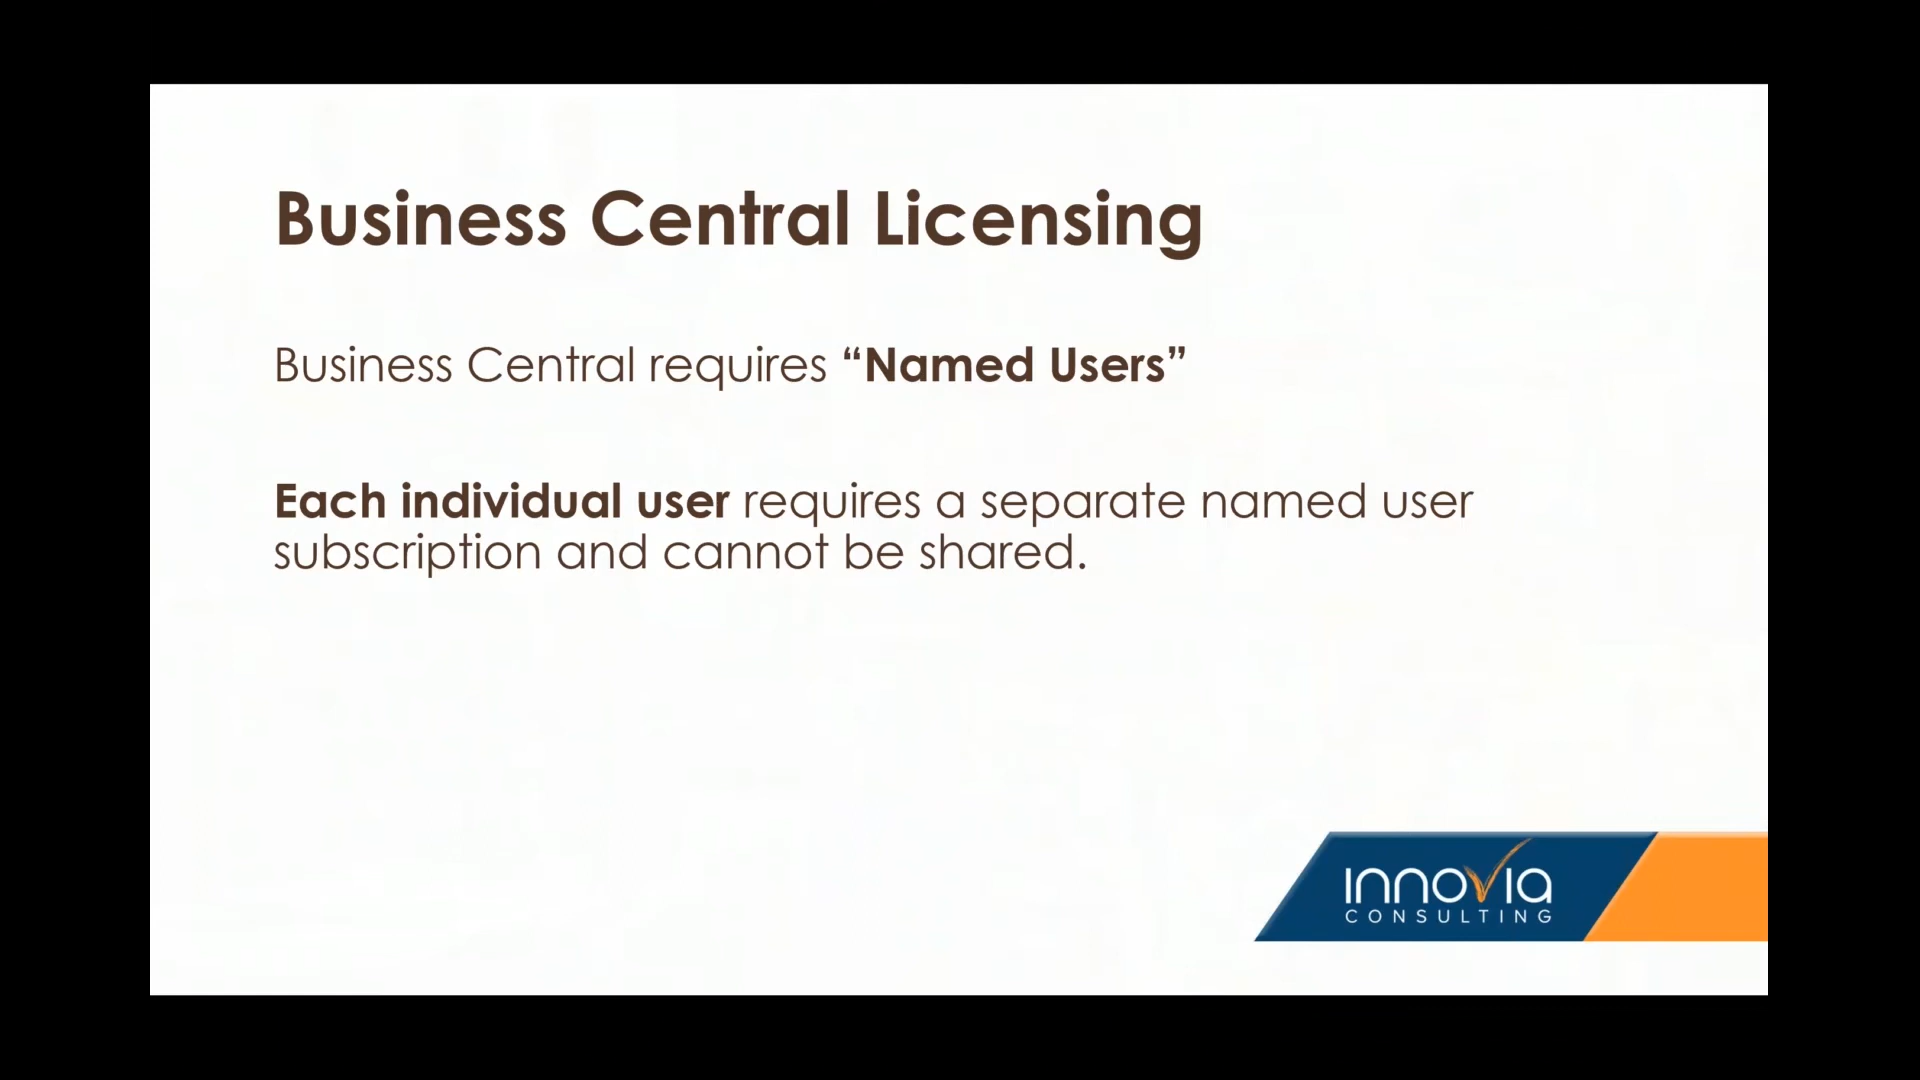 Business Central Licensing
Business Central requires “Named Users”
Each individual user requires a separate named user
subscription and cannot be shared.
innovia
CONSULTING